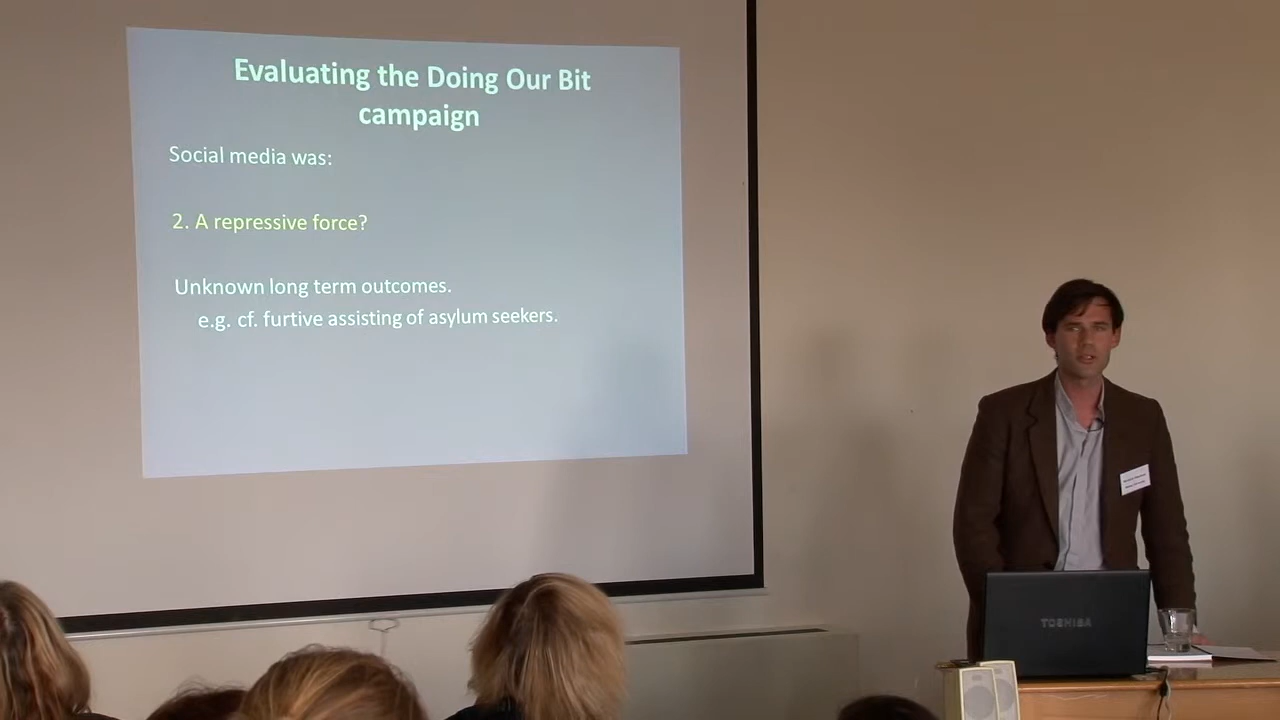 Evaluating the Doing Our Bit
campaign
Social media was:
2. A repressive force?
Unknown long term outcomes.
e.g. cf. furtive assisting of asylum seekers.
TOSHIBA